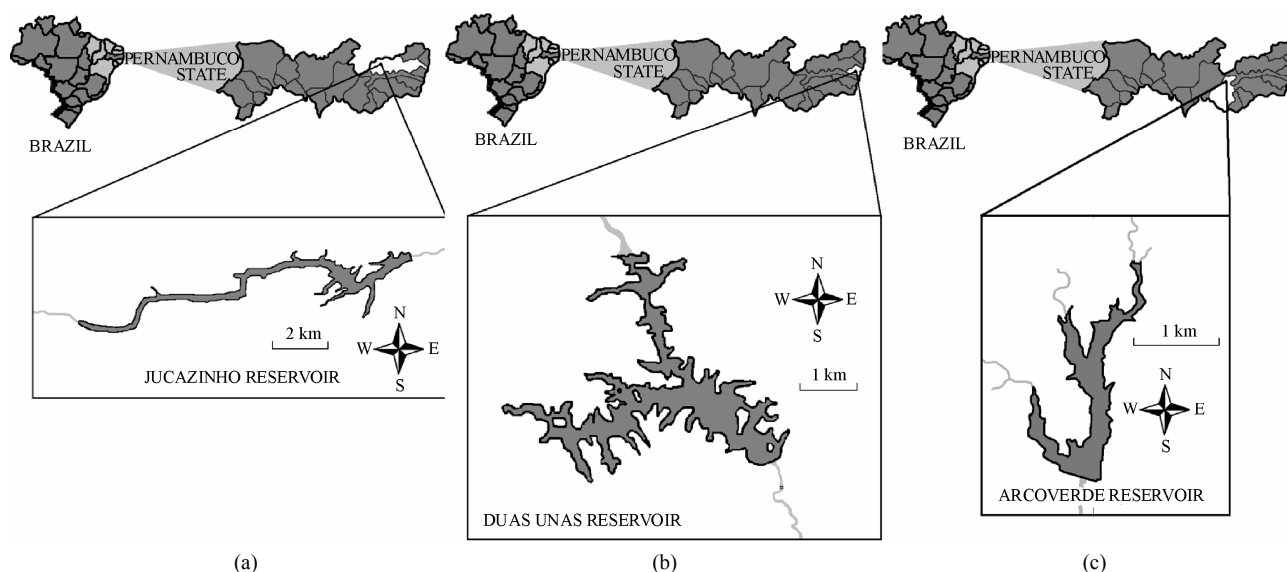 PERNAMBUCO
STATE
BRAZIL
N
W E
S
2 km
JUCAZINHO RESERVOIR
(a)
PERNAMBUCO
STATE
BRAZIL
N
W E
S
1 km
DUAS UNAS RESERVOIR
(b)
PERNAMBUCO
STATE
BRAZIL
1 km
N
W E
S
ARCOVERDE RESERVOIR
(c)